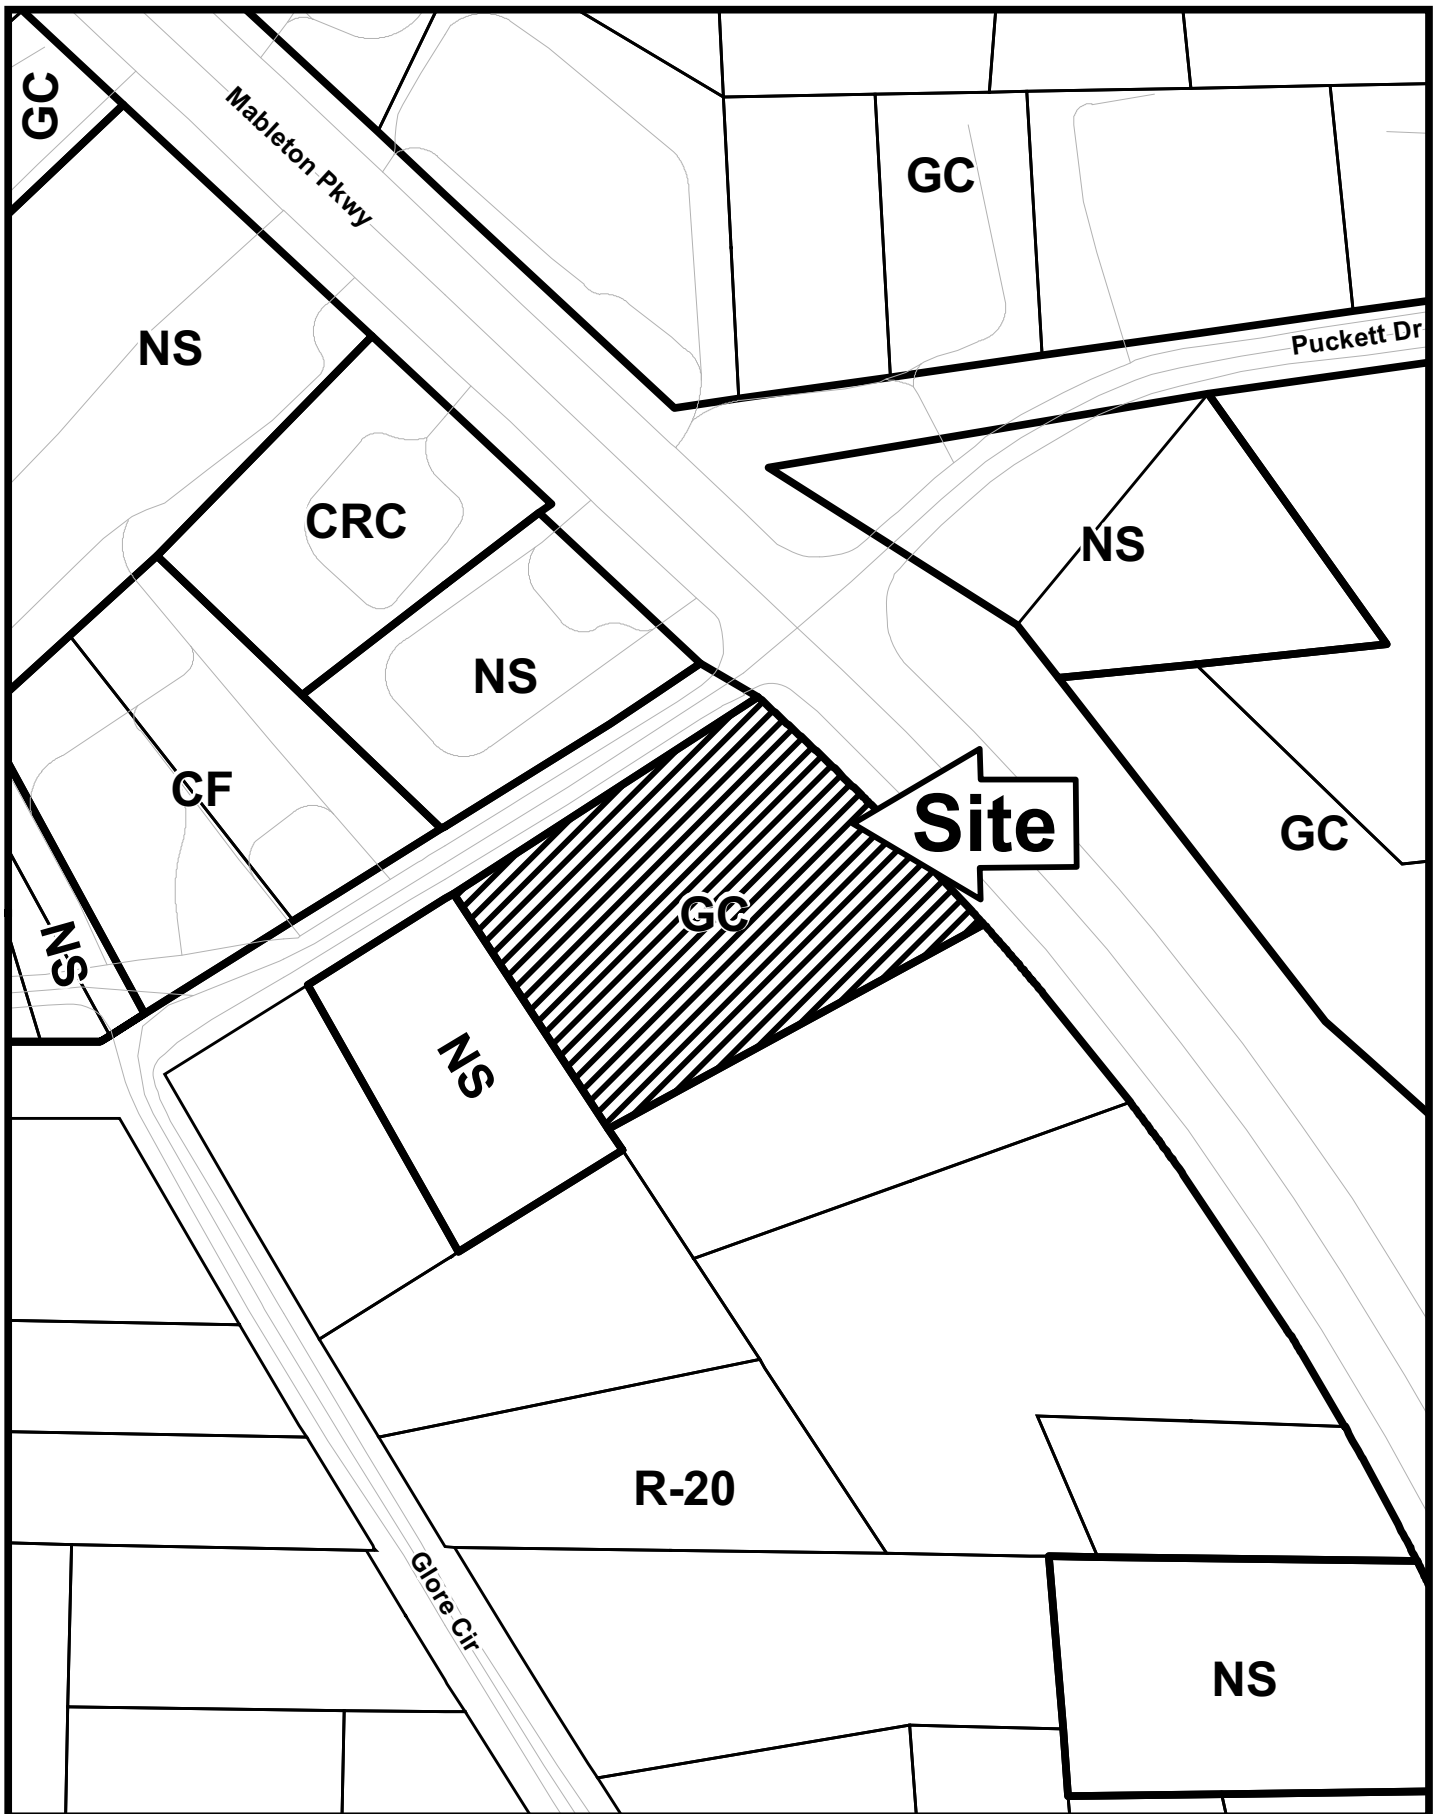 GC
Mableton Pkwy
GC
NS
Puckett Dr
CRC
NS
NS
CF
Site
GC
GC
NS
NS
R-20
Glore Cir
NS